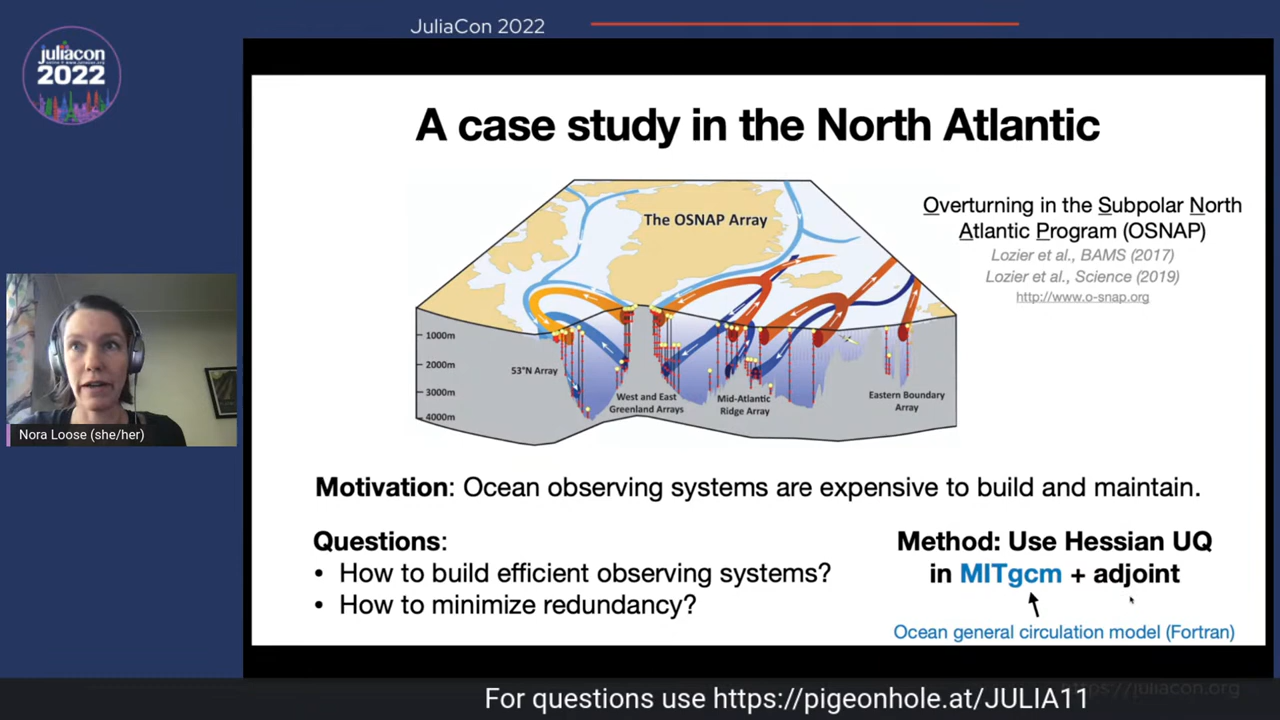 JuliaCon 2022
juliacon
2022
A case study in the North Atlantic
The OSNAP Array
1000m
2000m
3000m
4000m
53°N Array
West and East
Greenland Arrays
Mid-Atlantic
Ridge Array
Eastern Boundary
Array
Overturning in the Subpolar North
Atlantic Program (OSNAP)
Lozier et al., BAMS (2017)
Lozier et al., Science (2019)
http://www.o-snap.org
Nora Loose (she/her)
Motivation: Ocean observing systems are expensive to build and maintain.
Questions:
• How to build efficient observing systems?
• How to minimize redundancy?
Method: Use Hessian UQ
in MITgcm + adjoint
Ocean general circulation model (Fortran)
https://juliacon.org
For questions use https://pigeonhole.at/JULIA11